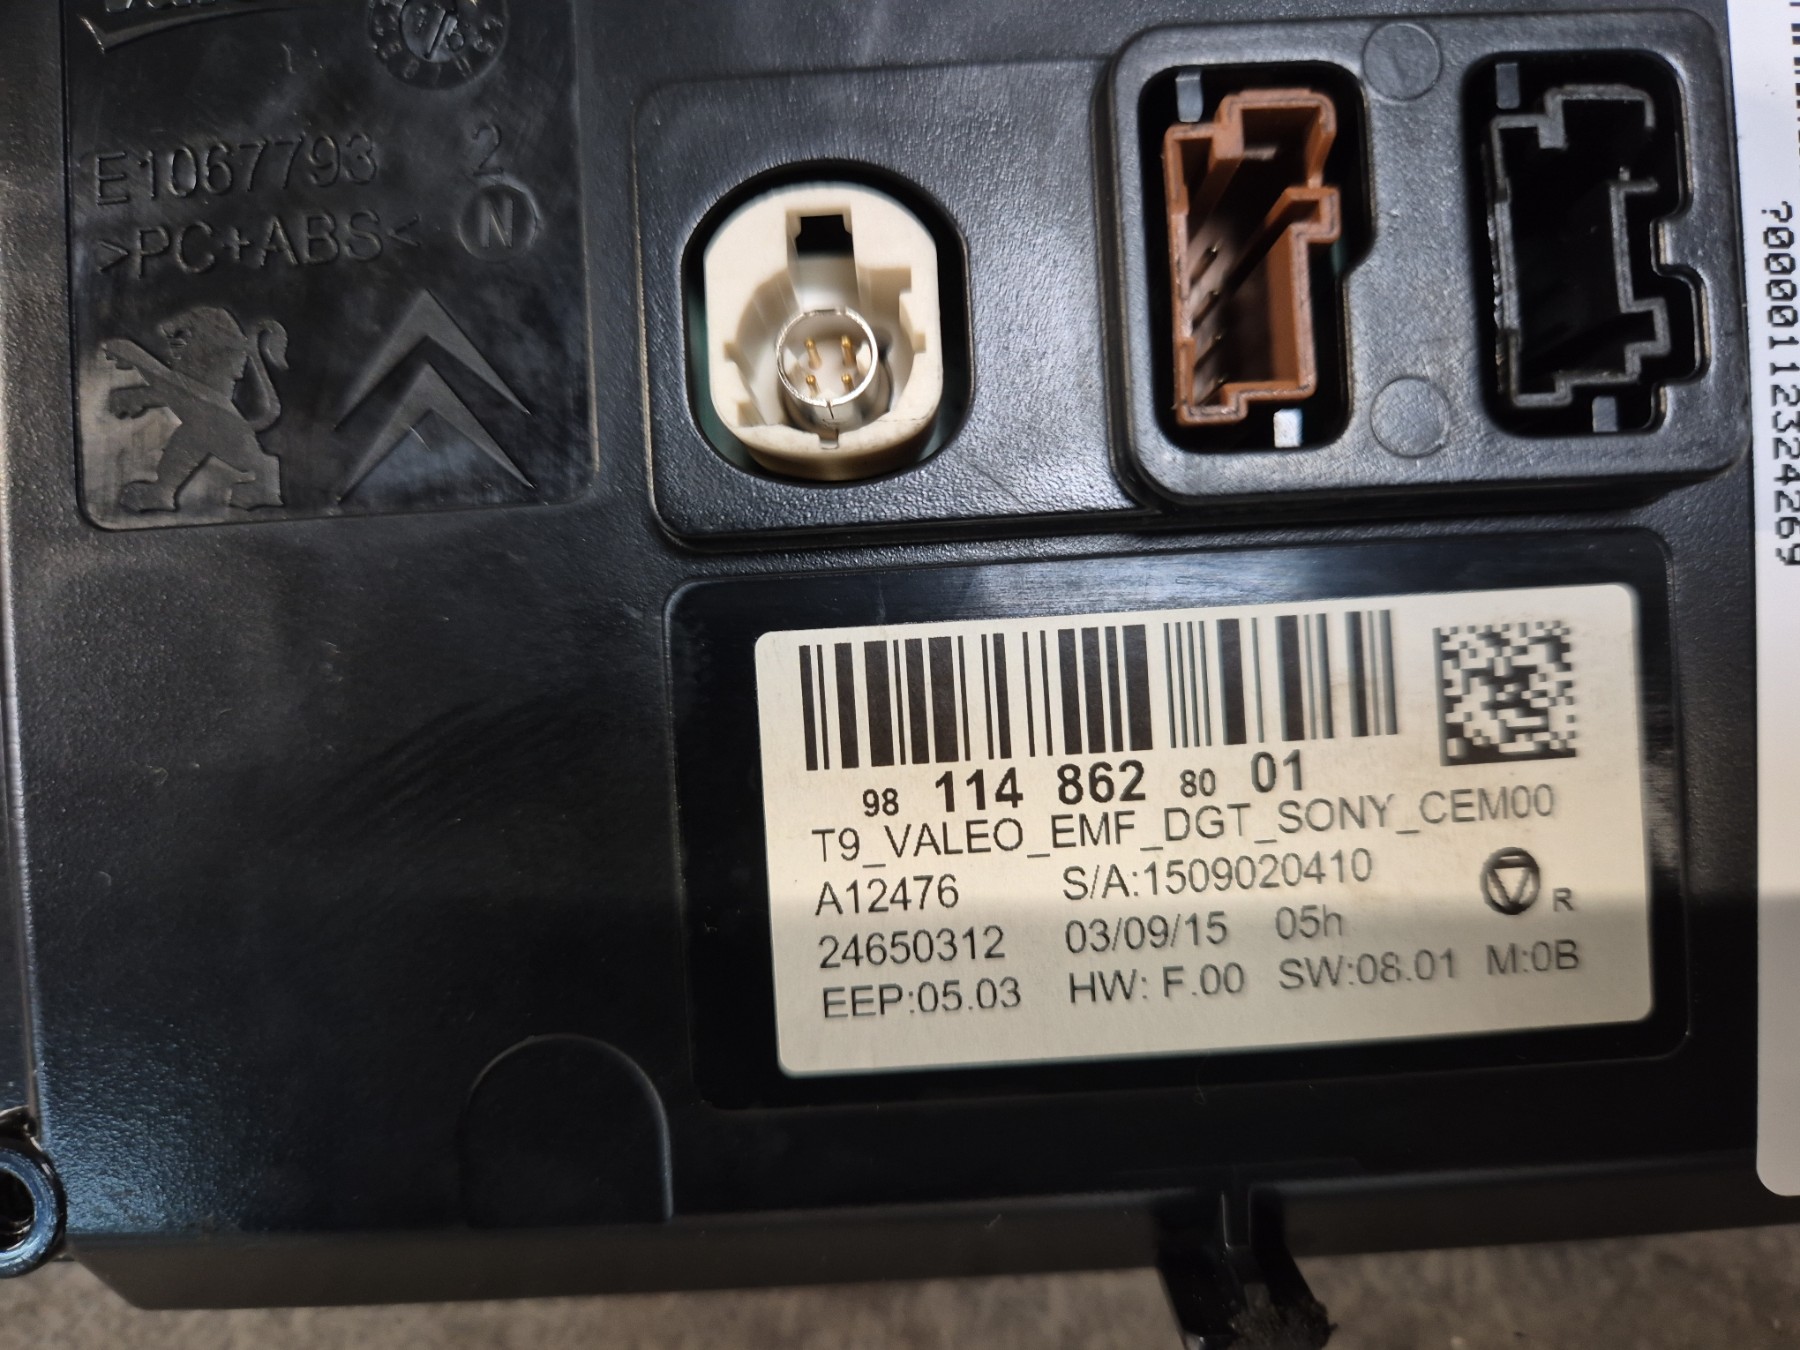 E1067793 2
>PC+ABS< N
98 114 862 80 01
T9_VALEO_EMF_DGT_SONY_CEM00
A12476 S/A:1509020410
R
24650312 03/09/15 05h
EEP:05.03 HW: F.00 SW:08.01 M:0B
?0000112324269